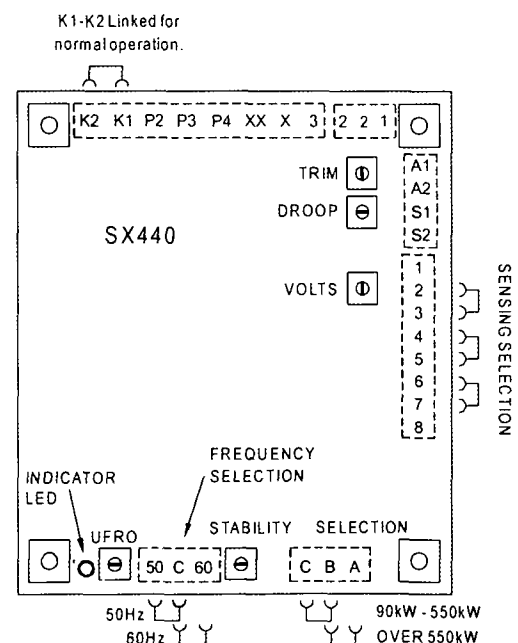 K1-K2 Linked for
normal operation.
K2 K1 P2 P3 P4 XX X 3 2 2 1
TRIM
DROOP
SX440
VOLTS
A1
A2
S1
S2
1
2
3
4
5
6
7
8
SENSING SELECTION
FREQUENCY
SELECTION
INDICATOR
LED
UFRO
STABILITY SELECTION
50 C 60
C B A
50Hz
90kW - 550kW
60Hz
OVER 550kW